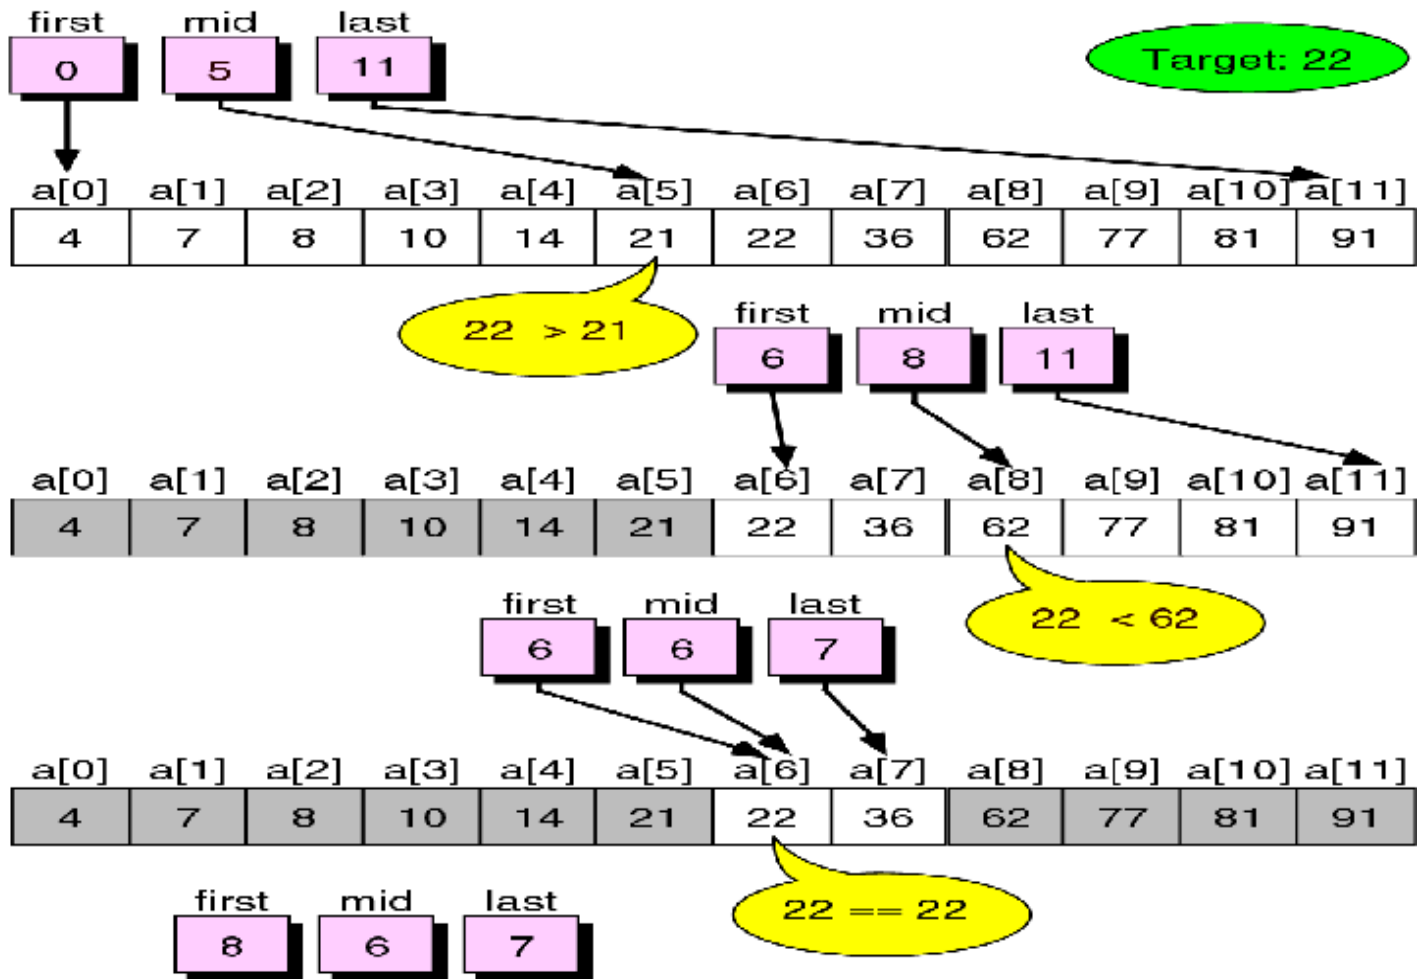 first mid last
0 5 11 Target: 22
a[0] a[1] a[2] a[3] a[4] a[5] a[6] a[7] a[8] a[9] a[10] a[11]
4 7 8 10 14 21 22 36 62 77 81 91
22 > 21
first mid last
6 8 11
a[0] a[1] a[2] a[3] a[4] a[5] a[6] a[7] a[8] a[9] a[10] a[11]
4 7 8 10 14 21 22 36 62 77 81 91
22 < 62
first mid last
6 6 7
a[0] a[1] a[2] a[3] a[4] a[5] a[6] a[7] a[8] a[9] a[10] a[11]
4 7 8 10 14 21 22 36 62 77 81 91
22 == 22
first mid last
8 6 7